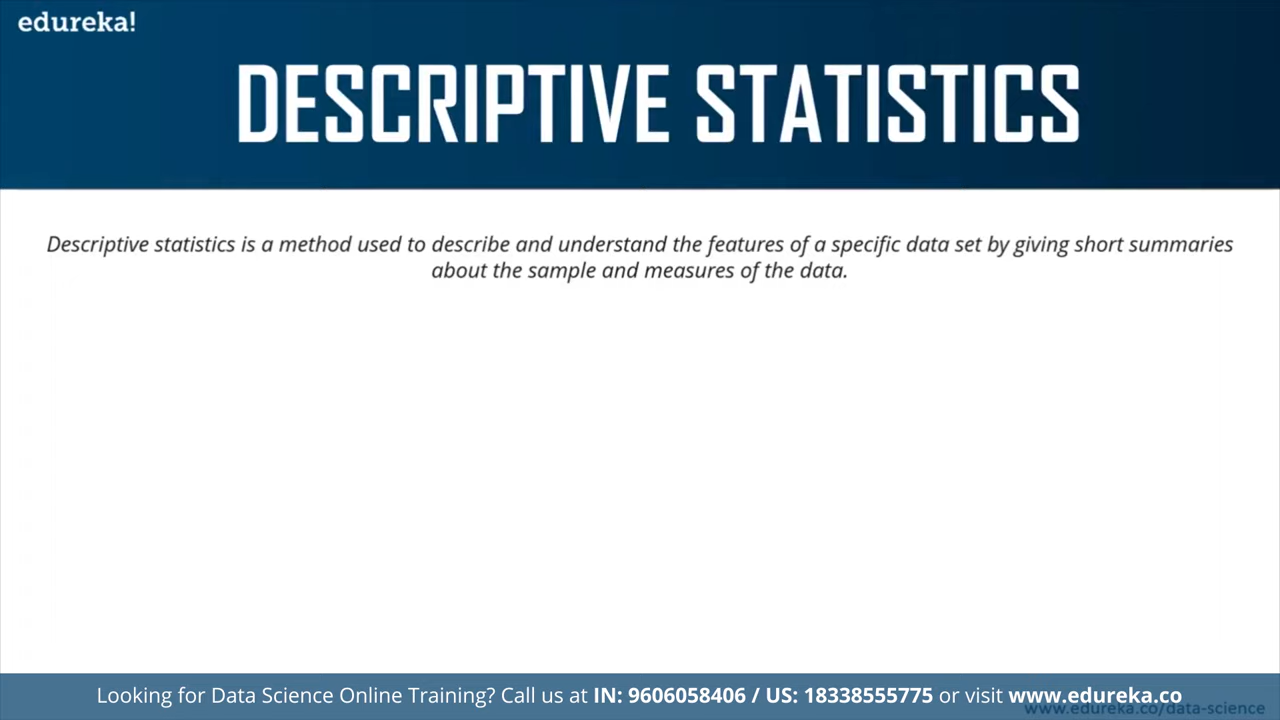 edureka!
DESCRIPTIVE STATISTICS
Descriptive statistics is a method used to describe and understand the features of a specific data set by giving short summaries
about the sample and measures of the data.
Looking for Data Science Online Training? Call us at IN: 9606058406 / US: 18338555775 or visit www.edureka.co
www.edureka.co/data-science